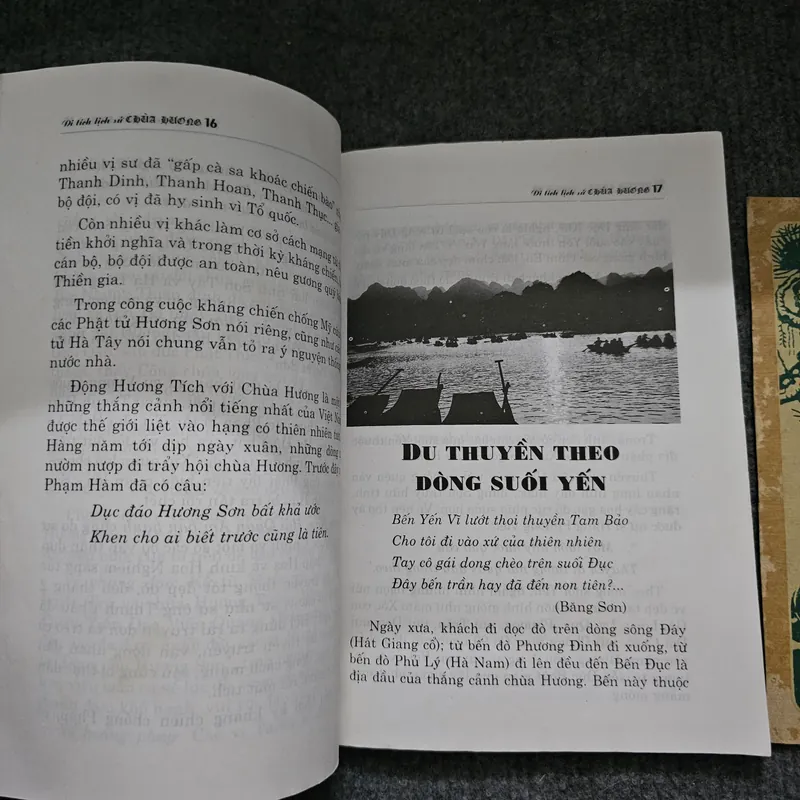 Di tích lịch sử CHÙA HƯƠNG 16
nhiều vị sư đã "gấp cà sa khoác chiến bào"
Thanh Dinh, Thanh Hoan, Thanh Thục...
bộ đội, có vị đã hy sinh vì Tổ quốc.
Còn nhiều vị khác làm cơ sở cách mạng
tiền khởi nghĩa và trong thời kỳ kháng chiến,
cán bộ, bộ đội được an toàn, nêu gương quý
Thiền gia.
Trong công cuộc kháng chiến chống Mỹ
các Phật tử Hương Sơn nói riêng, cũng như
tử Hà Tây nói chung vẫn tỏ ra ý nguyện
nước nhà.
Động Hương Tích với Chùa Hương là
những thắng cảnh nổi tiếng nhất của Việt
được thế giới liệt vào hạng có thiên nhiên
Hàng năm tới dịp ngày xuân, những dòng
nườm nượp đi trẩy hội chùa Hương. Trước
Phạm Hàm đã có câu:
Dục đáo Hương Sơn bất khả ước
Khen cho ai biết trước cũng là tiên.
Di tích lịch sử CHÙA HƯƠNG 17
DU THUYỀN THEO
DÒNG SUỐI YẾN
Bến Yến Vĩ lướt thoi thuyền Tam Bảo
Cho tôi đi vào xứ của thiên nhiên
Tay cô gái dong chèo trên suối Đục
Đây bến trần hay đã đến non tiên?...
(Băng Sơn)
Ngày xưa, khách đi dọc đò trên dòng sông Đáy
(Hát Giang cổ); từ bến đò Phương Đình đi xuống, từ
bến dò Phủ Lý (Hà Nam) đi lên đều đến Bến Đục là
địa đầu của thắng cảnh chùa Hương. Bến này thuộc